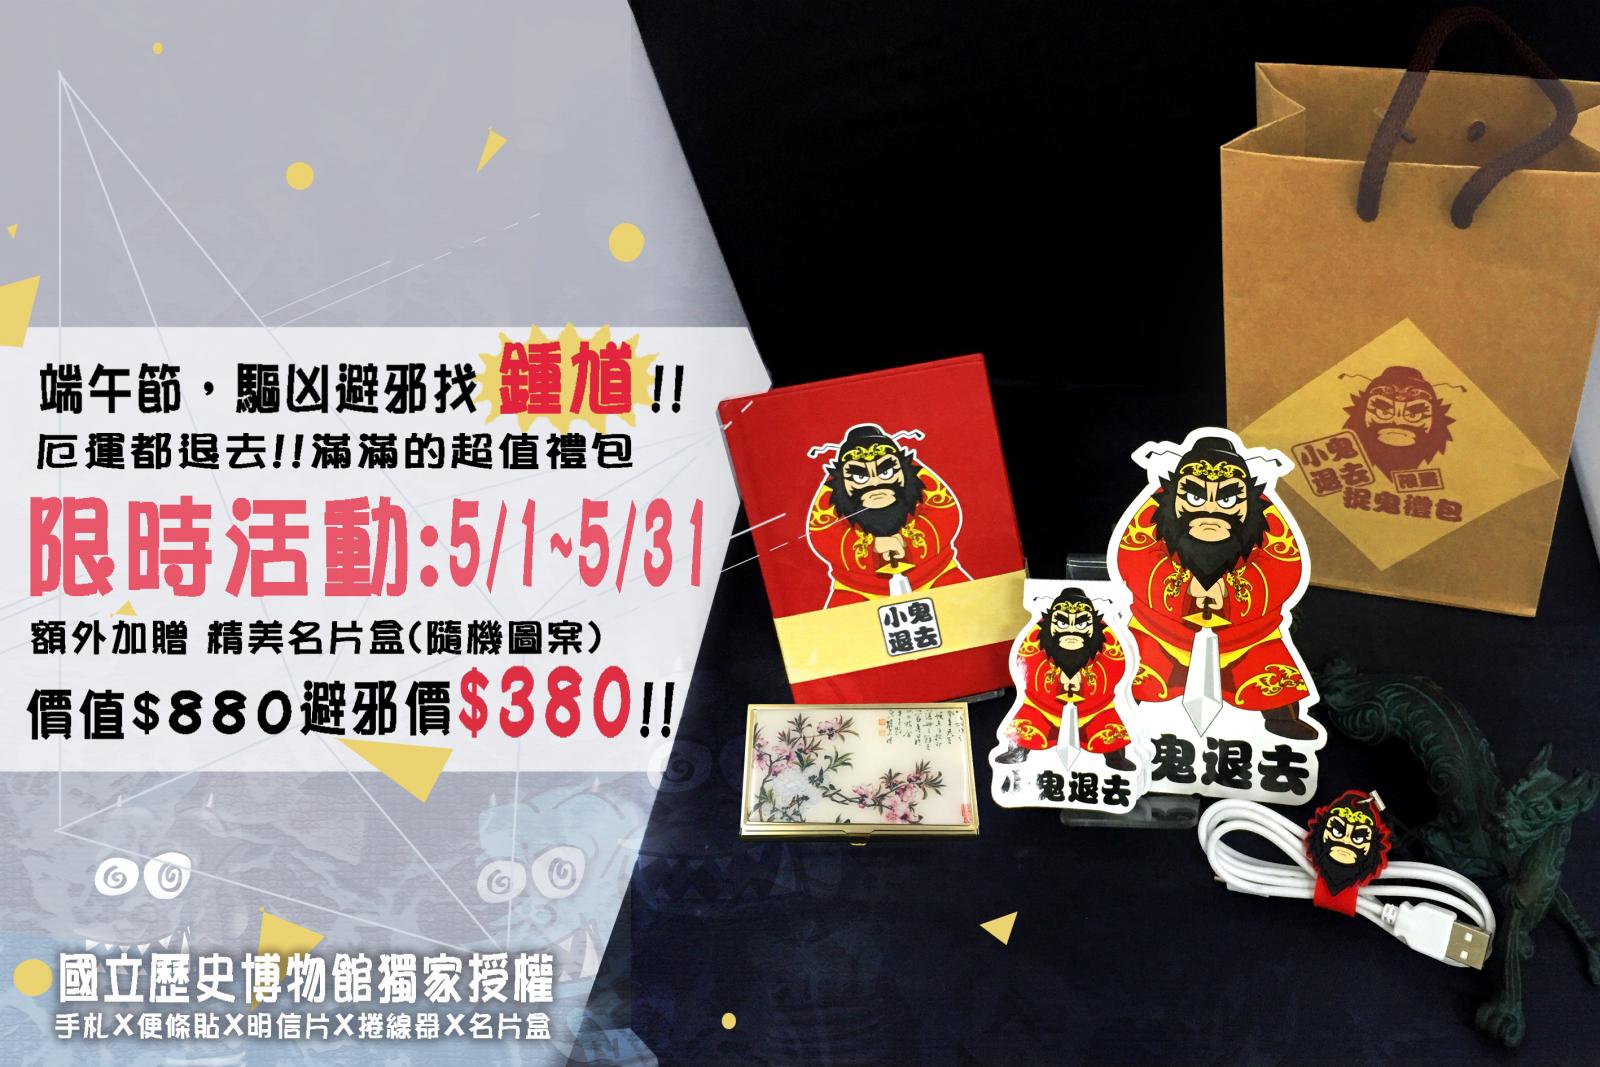 端午節，驅凶避邪找 鍾馗!!
厄運都退去!!滿滿的超值禮包
限時活動:5/1~5/31
額外加贈 精美名片盒(隨機圖案)
價值$880避邪價$380!!
國立歷史博物館獨家授權
手札X便條貼X明信片X捲線器X名片盒
小鬼
退去
鬼退去
鬼退去
小鬼
退去
限量
捉鬼禮包